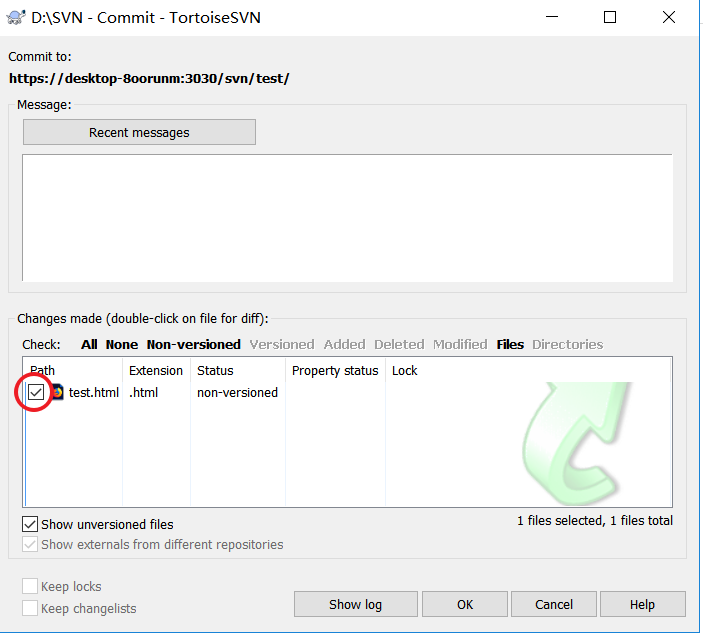 D:\SVN - Commit - TortoiseSVN
Commit to:
https://desktop-8oorunm:3030/svn/test/
Message:
Recent messages
Changes made (double-click on file for diff):
Check: All None Non-versioned Versioned Added Deleted Modified Files Directories
Path Extension Status Property status Lock
test.html .html non-versioned
Show unversioned files 1 files selected, 1 files total
Show externals from different repositories
Keep locks
Keep changelists
Show log OK Cancel Help